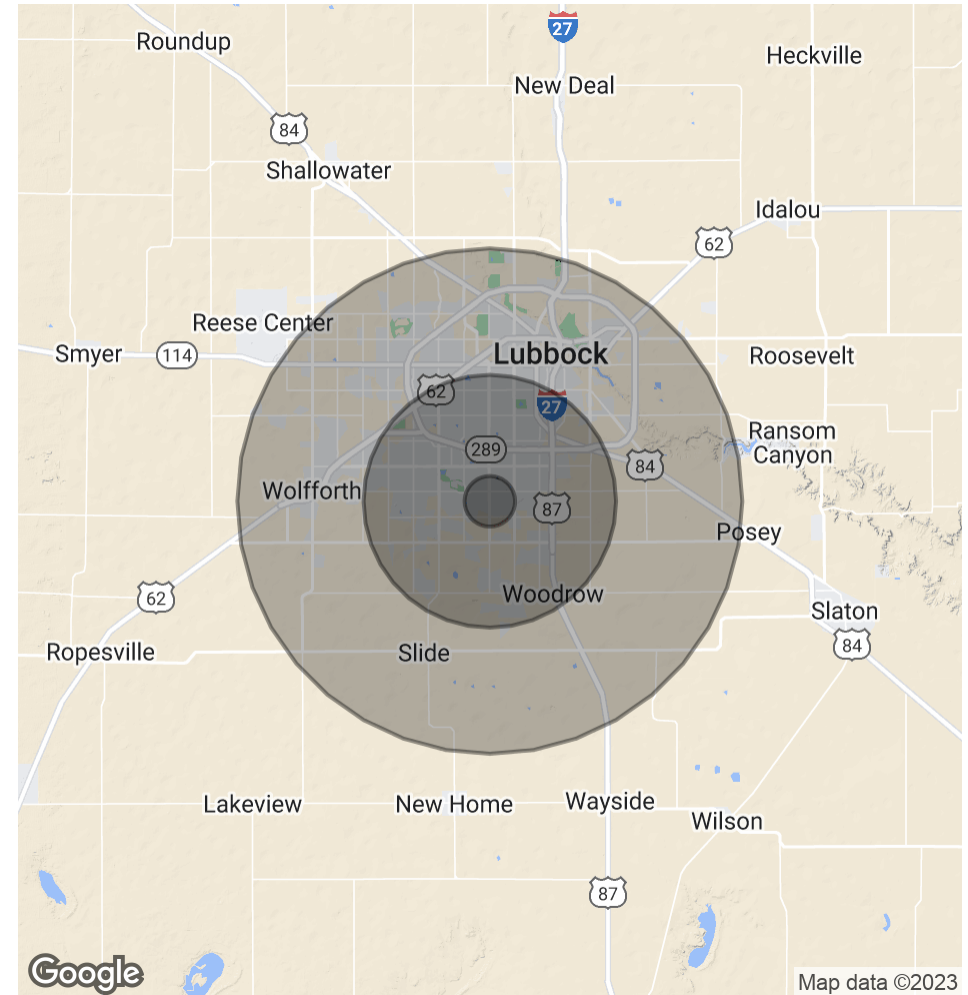 27
Roundup
Heckville
New Deal
84
Shallowater
Idalou
62
Reese Center
Smyer
114
Lubbock
Roosevelt
62
27
Ransom
Canyon
289
84
Wolfforth
87
Posey
62
Woodrow
Slaton
84
Ropesville
Slide
Lakeview
New Home
Wayside
Wilson
87
Google
Map data ©2023